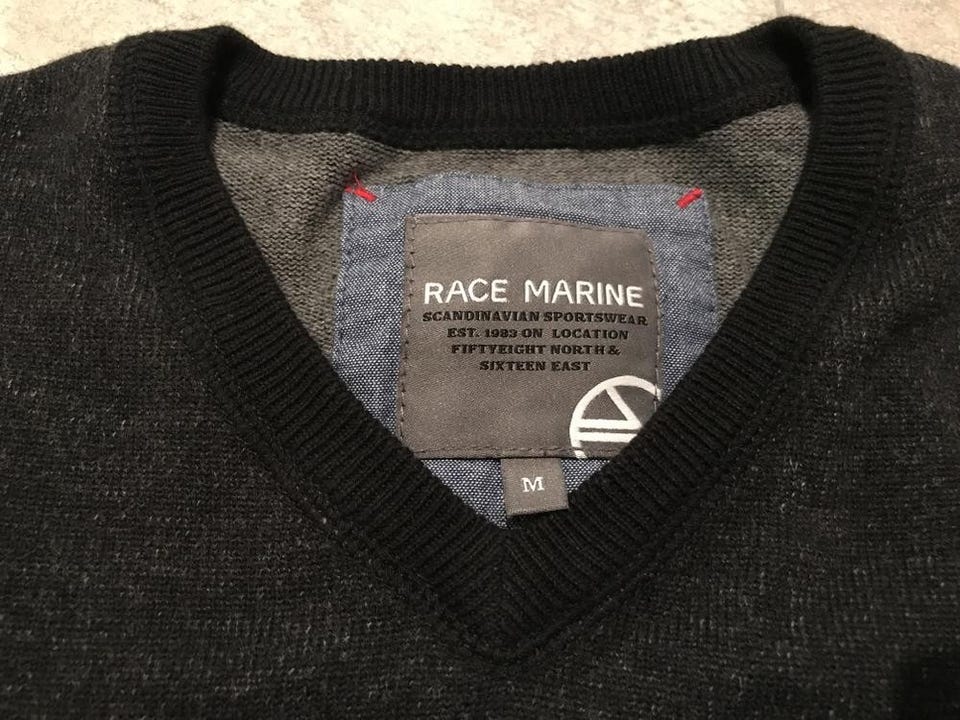 RACE MARINE
SCANDINAVIAN SPORTSWEAR
EST. 1983 ON LOCATION
FIFTYEIGHT NORTH &
SIXTEEN EAST
M